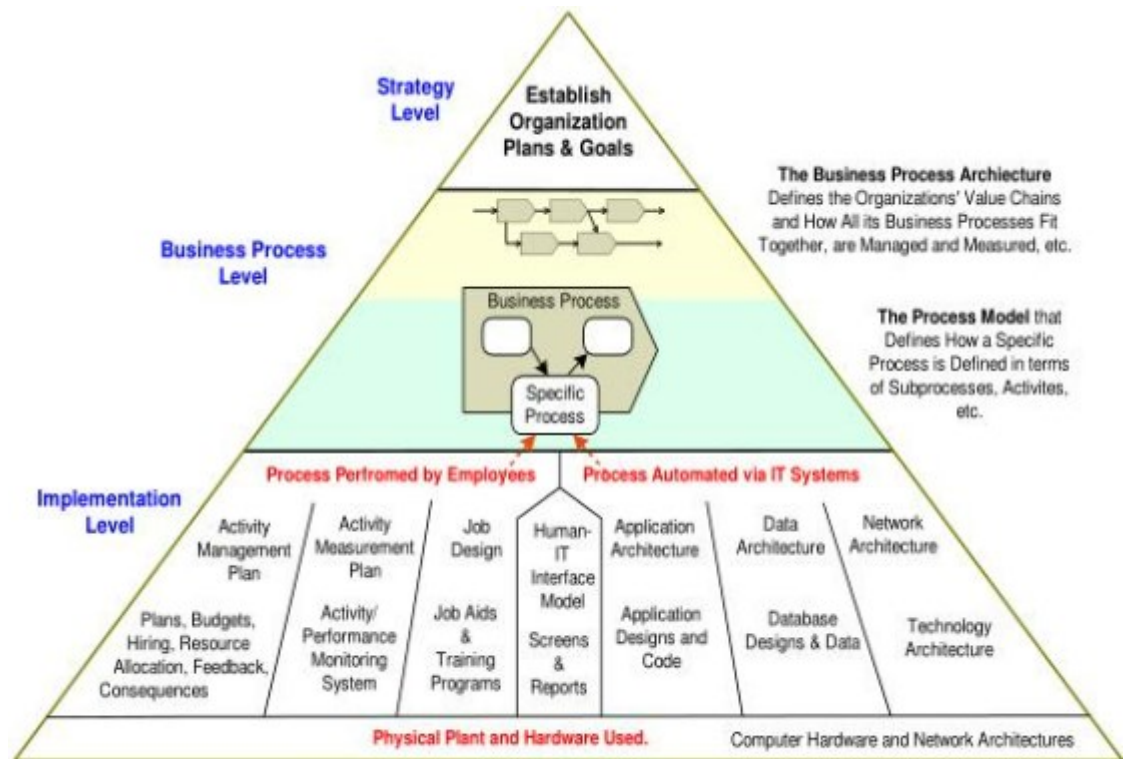 Strategy
Level
Establish
Organization
Plans & Goals
The Business Process Archiecture
Defines the Organizations' Value Chains
and How All its Business Processes Fit
Together, are Managed and Measured, etc.
Business Process
Level
Business Process
Specific
Process
The Process Model that
Defines How a Specific
Process is Defined in terms
of Subprocesses, Activites,
etc.
Implementation
Level
Process Pertromed by Employees
Process Automated via IT Systems
Activity
Management
Plan
Plans, Budgets,
Hiring, Resource
Allocation, Feedback,
Consequences
Activity
Measurement
Plan
Activity/
Performance
Monitoring
System
Job
Design
Job Aids
&
Training
Programs
Human-
IT
Interface
Model
Screens
&
Reports
Application
Architecture
Application
Designs and
Code
Data
Architecture
Database
Designs & Data
Network
Architecture
Technology
Architecture
Physical Plant and Hardware Used.
Computer Hardware and Network Architectures